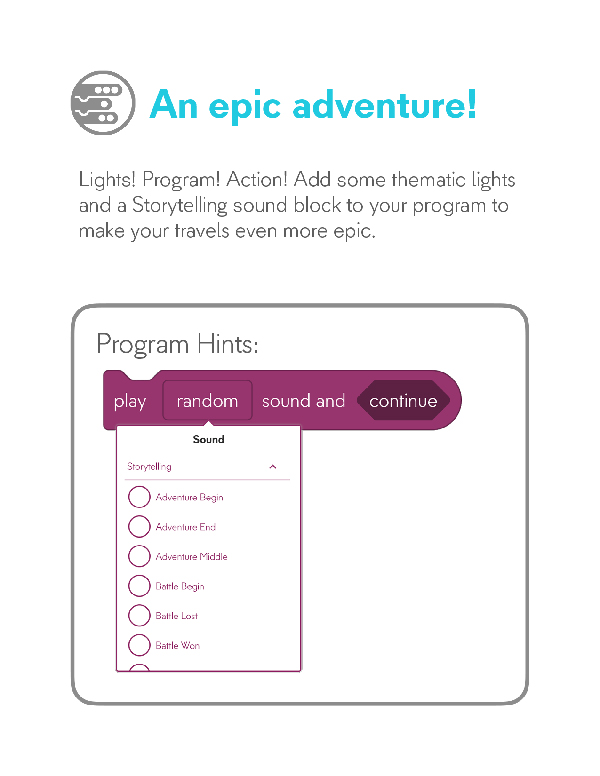 An epic adventure!
Lights! Program! Action! Add some thematic lights
and a Storytelling sound block to your program to
make your travels even more epic.
Program Hints:
play random sound and continue
Sound
Storytelling
Adventure Begin
Adventure End
Adventure Middle
Battle Begin
Battle Lost
Battle Won